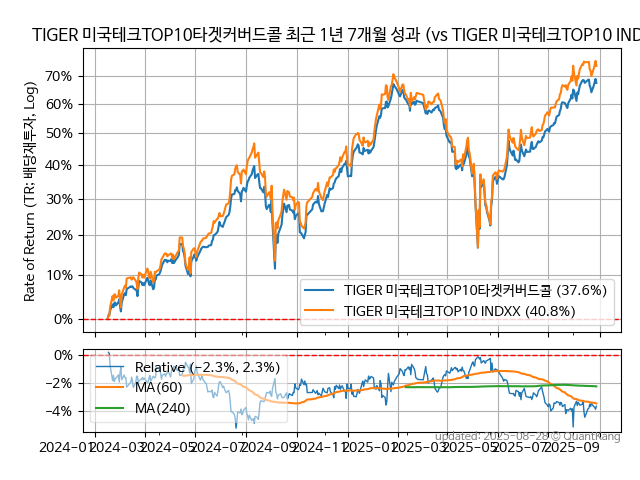 TIGER 미국테크TOP10타겟커버드콜 최근 1년 7개월 성과 (vs TIGER 미국테크TOP10 IND
Rate of Return (TR: 배당재투자, Log)
70%
60%
50%
40%
30%
20%
10%
0%
TIGER 미국테크TOP10타겟커버드콜 (37.6%)
TIGER 미국테크TOP10 INDXX (40.8%)
0%
−2%
−4%
Relative (−2.3%, 2.3%)
MA(60)
MA(240)
2024-01 2024-03 2024-05 2024-07 2024-09 2024-11 2025-01 2025-03 2025-05 2025-07 2025-09
updated: 2025-08-28 © QuantKang